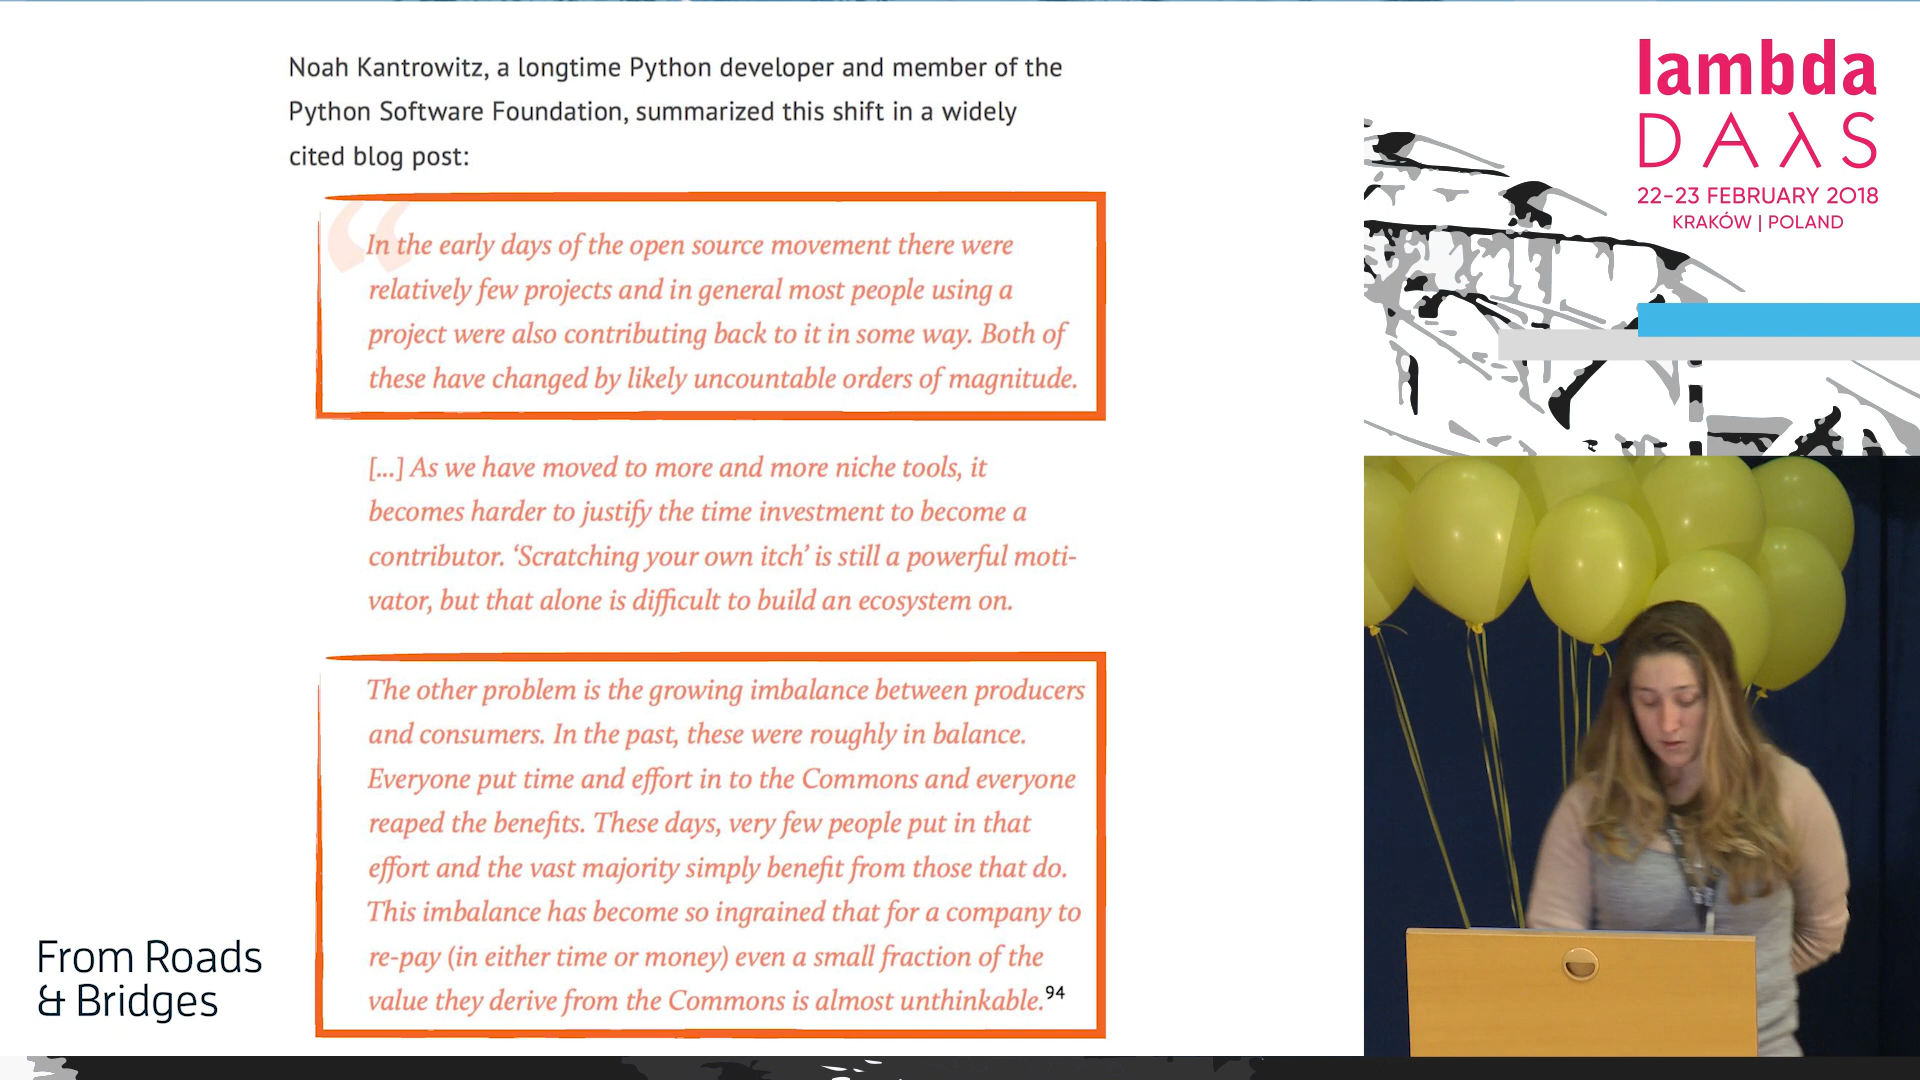 Noah Kantrowitz, a longtime Python developer and member of the
Python Software Foundation, summarized this shift in a widely
cited blog post:
“In the early days of the open source movement there were
relatively few projects and in general most people using a
project were also contributing back to it in some way. Both of
these have changed by likely uncountable orders of magnitude.
[...] As we have moved to more and more niche tools, it
becomes harder to justify the time investment to become a
contributor. ‘Scratching your own itch’ is still a powerful moti-
vator, but that alone is difficult to build an ecosystem on.
The other problem is the growing imbalance between producers
and consumers. In the past, these were roughly in balance.
Everyone put time and effort in to the Commons and everyone
reaped the benefits. These days, very few people put in that
effort and the vast majority simply benefit from those that do.
This imbalance has become so ingrained that for a company to
re-pay (in either time or money) even a small fraction of the
value they derive from the Commons is almost unthinkable.94
From Roads
& Bridges
lambda
DAλS
22-23 FEBRUARY 2018
KRAKÓW | POLAND